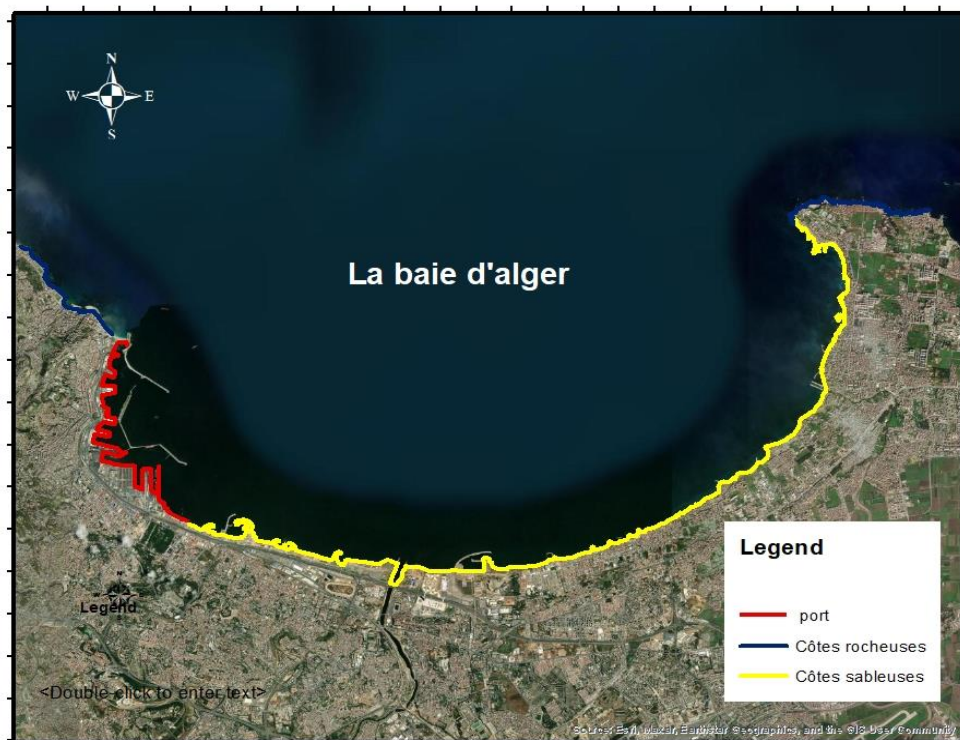 N
W E
S
La baie d'alger
Legend
port
Côtes rocheuses
Côtes sableuses
Legend
<Double-click to enter text>
Source: Esri, Maxar, Earthstar Geographics, and the GIS User Community